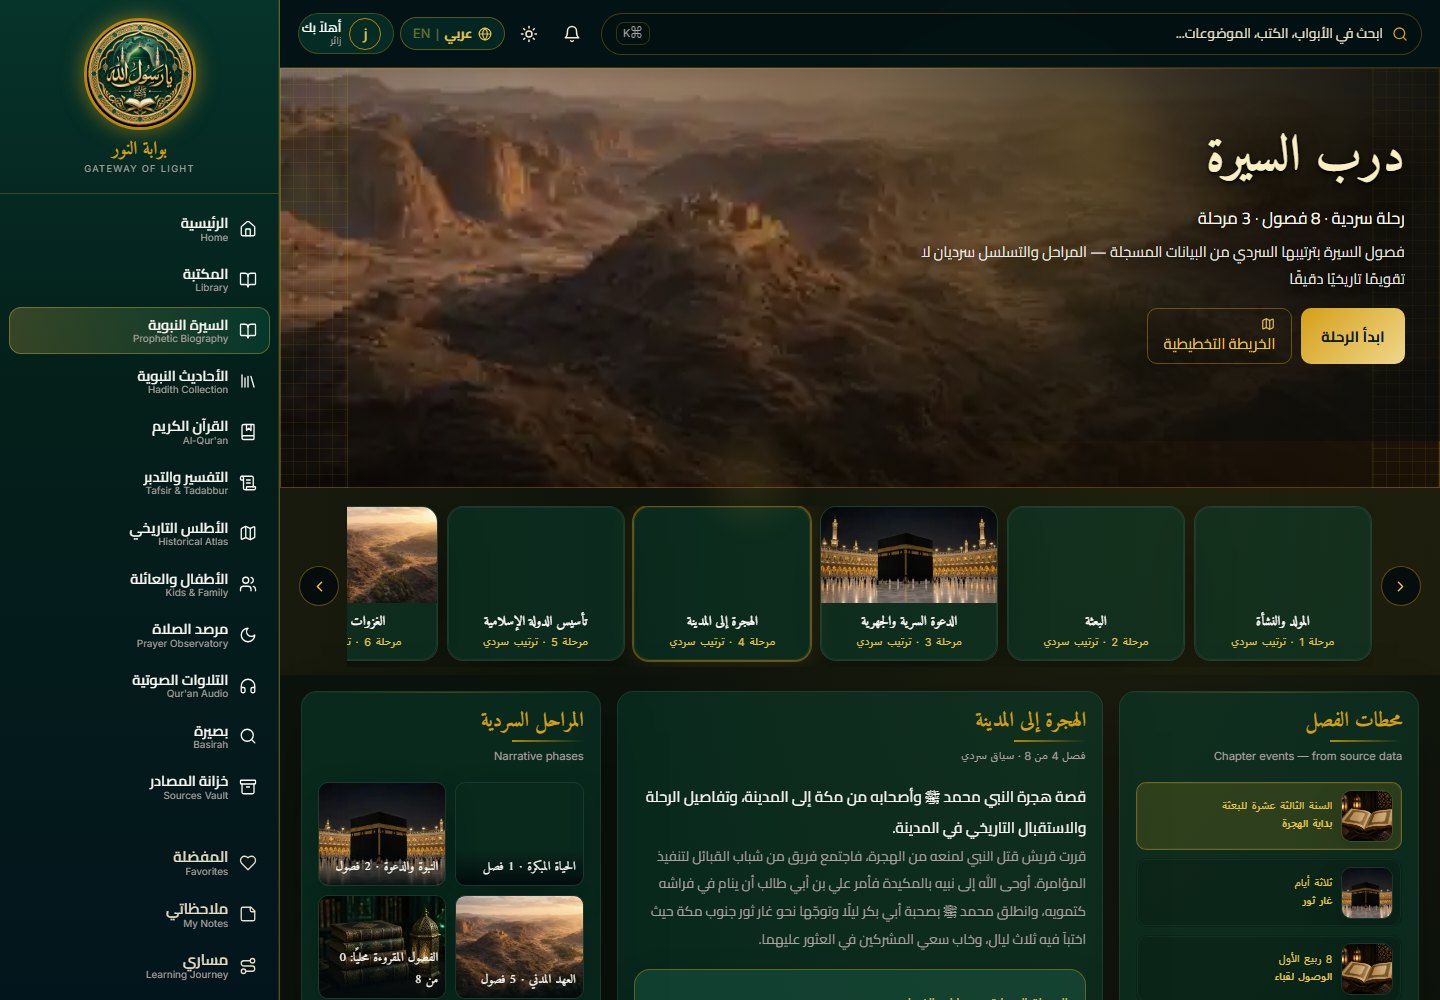 ابحث في الأبواب، الكتب، الموضوعات...
K⌘
عربي | EN
أهلاً بك
زائر
ز
يا رسول الله
بوابة النور
GATEWAY OF LIGHT
الرئيسية
Home
المكتبة
Library
السيرة النبوية
Prophetic Biography
الأحاديث النبوية
Hadith Collection
القرآن الكريم
Al-Qur'an
التفسير والتدبر
Tafsir & Tadabbur
الأطلس التاريخي
Historical Atlas
الأطفال والعائلة
Kids & Family
مرصد الصلاة
Prayer Observatory
التلاوات الصوتية
Qur'an Audio
بصيرة
Basirah
خزانة المصادر
Sources Vault
المفضلة
Favorites
ملاحظاتي
My Notes
مساري
Learning Journey
درب السيرة
رحلة سردية · 8 فصول · 3 مرحلة
فصول السيرة بترتيبها السردي من البيانات المسجلة — المراحل والتسلسل سرديان لا
تقويمًا تاريخيًا دقيقًا
ابدأ الرحلة
الخريطة التخطيطية
المولد والنشأة
مرحلة 1 · ترتيب سردي
البعثة
مرحلة 2 · ترتيب سردي
الدعوة السرية والجهرية
مرحلة 3 · ترتيب سردي
الهجرة إلى المدينة
مرحلة 4 · ترتيب سردي
تأسيس الدولة الإسلامية
مرحلة 5 · ترتيب سردي
الغزوات
مرحلة 6 · ت
محطات الفصل
Chapter events — from source data
السنة الثالثة عشرة للبعثة
بداية الهجرة
ثلاثة أيام
غار ثور
8 ربيع الأول
الوصول لقباء
الهجرة إلى المدينة
فصل 4 من 8 · سياق سردي
قصة هجرة النبي محمد ﷺ وأصحابه من مكة إلى المدينة، وتفاصيل الرحلة
والاستقبال التاريخي في المدينة.
قررت قريش قتل النبي لمنعه من الهجرة، فاجتمع فريق من شباب القبائل لتنفيذ
المؤامرة. أوحى الله إلى نبيه بالمكيدة فأمر علي بن أبي طالب أن ينام في فراشه
كتمويه، وانطلق محمد ﷺ بصحبة أبي بكر ليلًا وتوجّها نحو غار ثور جنوب مكة حيث
اختبآ فيه ثلاث ليال، وخاب سعي المشركين في العثور عليهما.
المراحل السردية
Narrative phases
الحياة المبكرة · 1 فصل
النبوة والدعوة · 2 فصول
العهد المدني · 5 فصول
الفصول المقروءة محليًا: 0
من 8